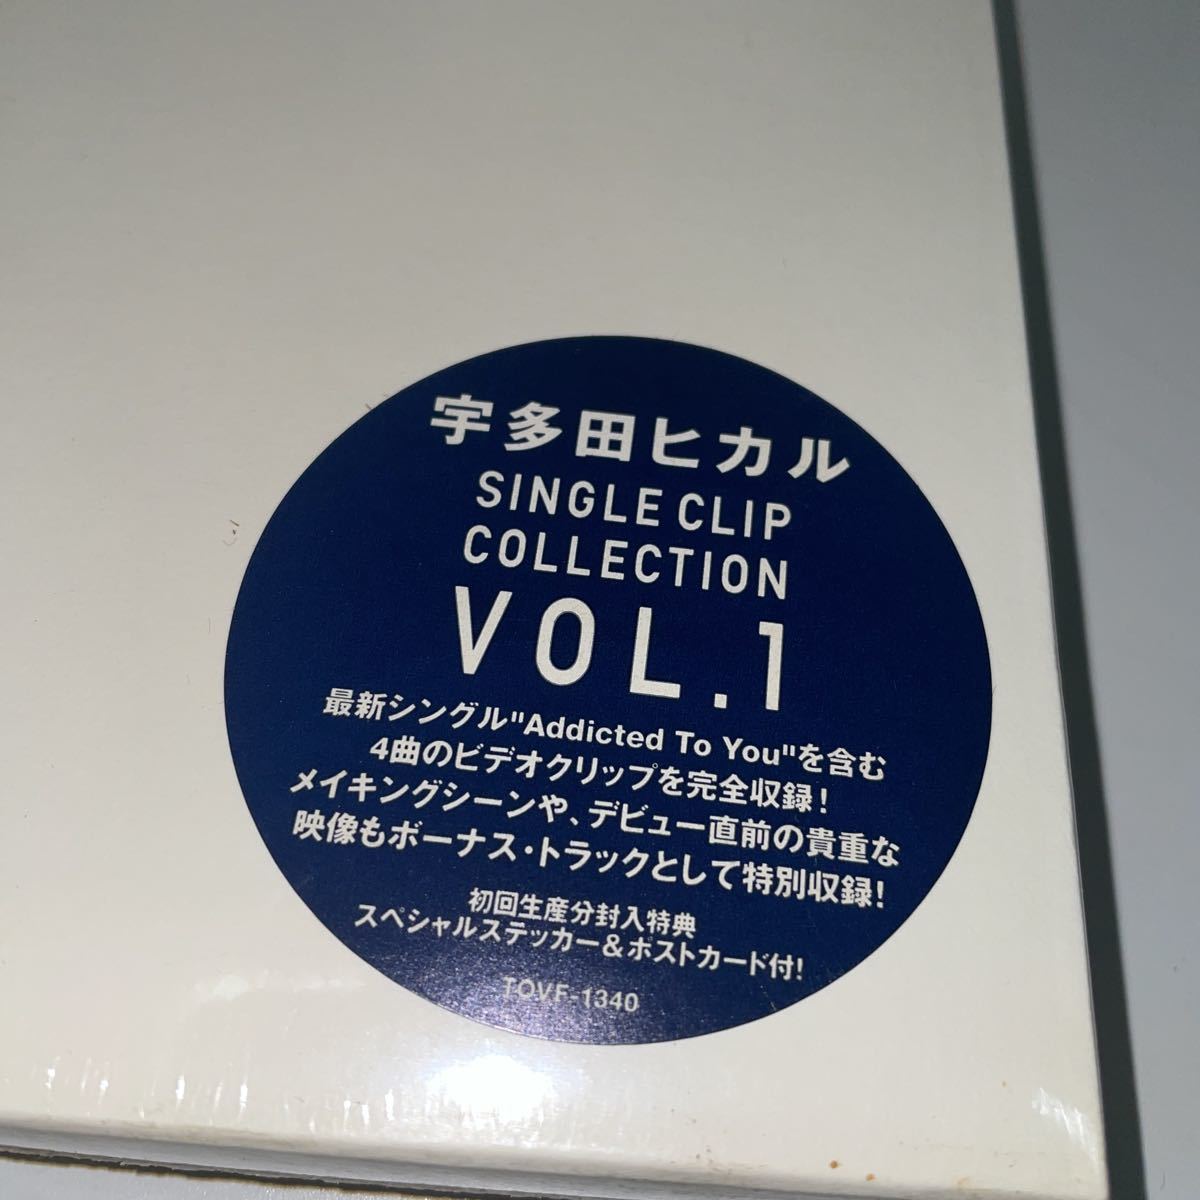 宇多田ヒカル
SINGLE CLIP
COLLECTION
VOL.1
最新シングル"Addicted To You"を含む
4曲のビデオクリップを完全収録!
メイキングシーンや、デビュー直前の貴重な
映像もボーナス・トラックとして特別収録!
初回生産分封入特典
スペシャルステッカー&ポストカード付!
TOVF-1340